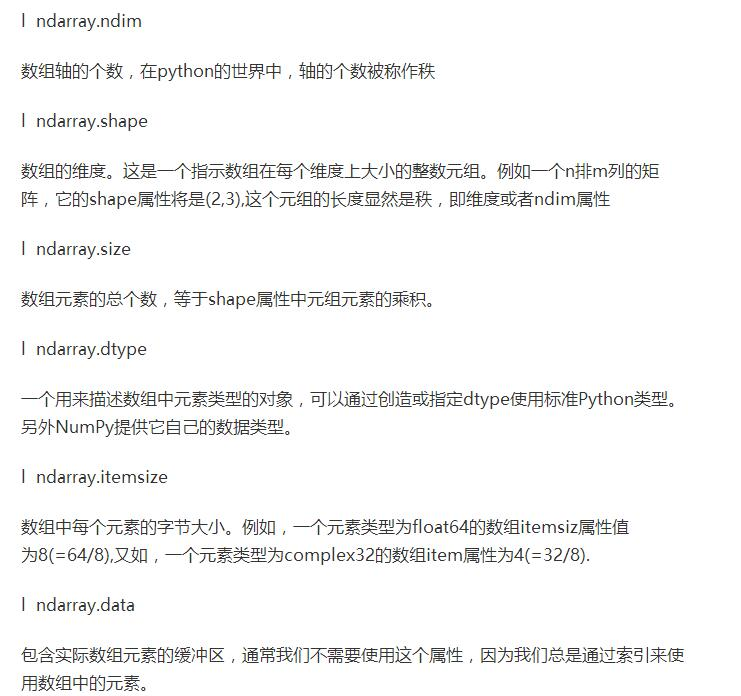 l ndarray.ndim
数组轴的个数，在python的世界中，轴的个数被称作秩
l ndarray.shape
数组的维度。这是一个指示数组在每个维度上大小的整数元组。例如一个n排m列的矩
阵，它的shape属性将是(2,3),这个元组的长度显然是秩，即维度或者ndim属性
l ndarray.size
数组元素的总个数，等于shape属性中元组元素的乘积。
l ndarray.dtype
一个用来描述数组中元素类型的对象，可以通过创造或指定dtype使用标准Python类型。
另外NumPy提供它自己的数据类型。
l ndarray.itemsize
数组中每个元素的字节大小。例如，一个元素类型为float64的数组itemsiz属性值
为8(=64/8),又如，一个元素类型为complex32的数组item属性为4(=32/8).
l ndarray.data
包含实际数组元素的缓冲区，通常我们不需要使用这个属性，因为我们总是通过索引来使
用数组中的元素。